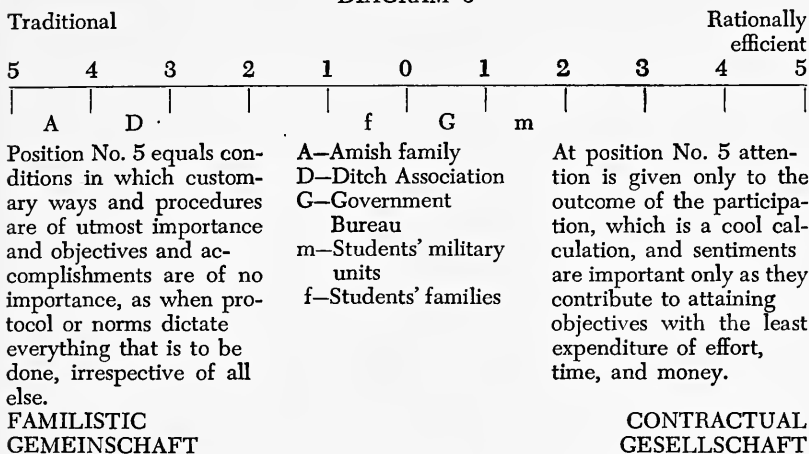 Traditional
Rationally
efficient
5 4 3 2 1 0 1 2 3 4 5
A D f G m
Position No. 5 equals con-
ditions in which custom-
ary ways and procedures
are of utmost importance
and objectives and ac-
complishments are of no
importance, as when pro-
tocol or norms dictate
everything that is to be
done, irrespective of all
else.
FAMILISTIC
GEMEINSCHAFT
A—Amish family
D—Ditch Association
G—Government
Bureau
m—Students' military
units
f—Students' families
At position No. 5 atten-
tion is given only to the
outcome of the participa-
tion, which is a cool cal-
culation, and sentiments
are important only as they
contribute to attaining
objectives with the least
expenditure of effort,
time, and money.
CONTRACTUAL
GESELLSCHAFT